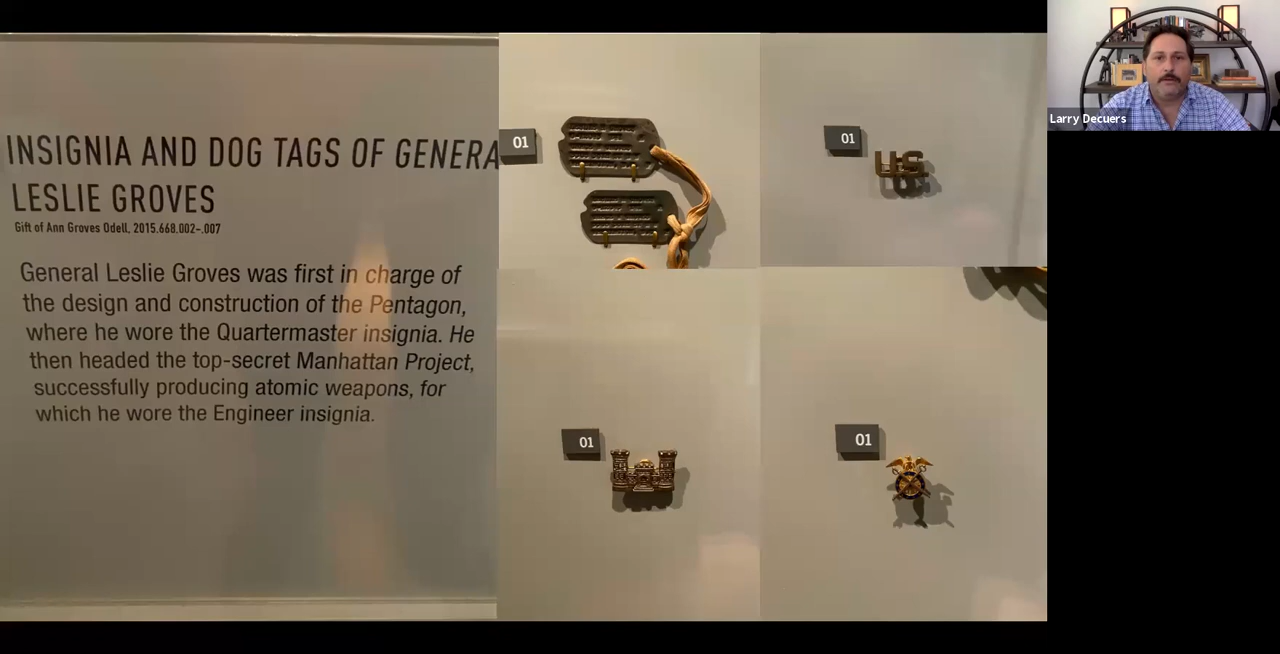 INSIGNIA AND DOG TAGS OF GENERA
LESLIE GROVES
Gift of Ann Groves Odell, 2015.668.002-.007
General Leslie Groves was first in charge of
the design and construction of the Pentagon,
where he wore the Quartermaster insignia. He
then headed the top-secret Manhattan Project,
successfully producing atomic weapons, for
which he wore the Engineer insignia.
01
01
U.S.
01
01
Larry Decuers